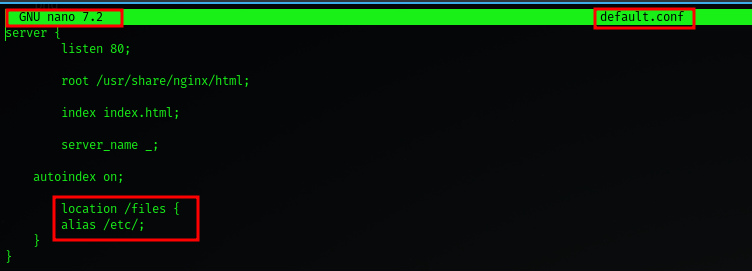 GNU nano 7.2 default.conf
server {
listen 80;
root /usr/share/nginx/html;
index index.html;
server_name _;
autoindex on;
location /files {
alias /etc/;
}
}